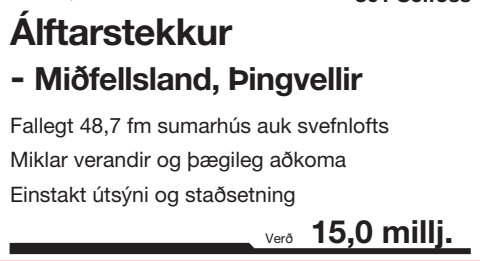 Álftarstekkur
- Miðfellsland, Þingvellir
Fallegt 48,7 fm sumarhús auk svefnlofts
Miklar verandir og þægileg aðkoma
Einstakt útsýni og staðsetning
Verð 15,0 millj.